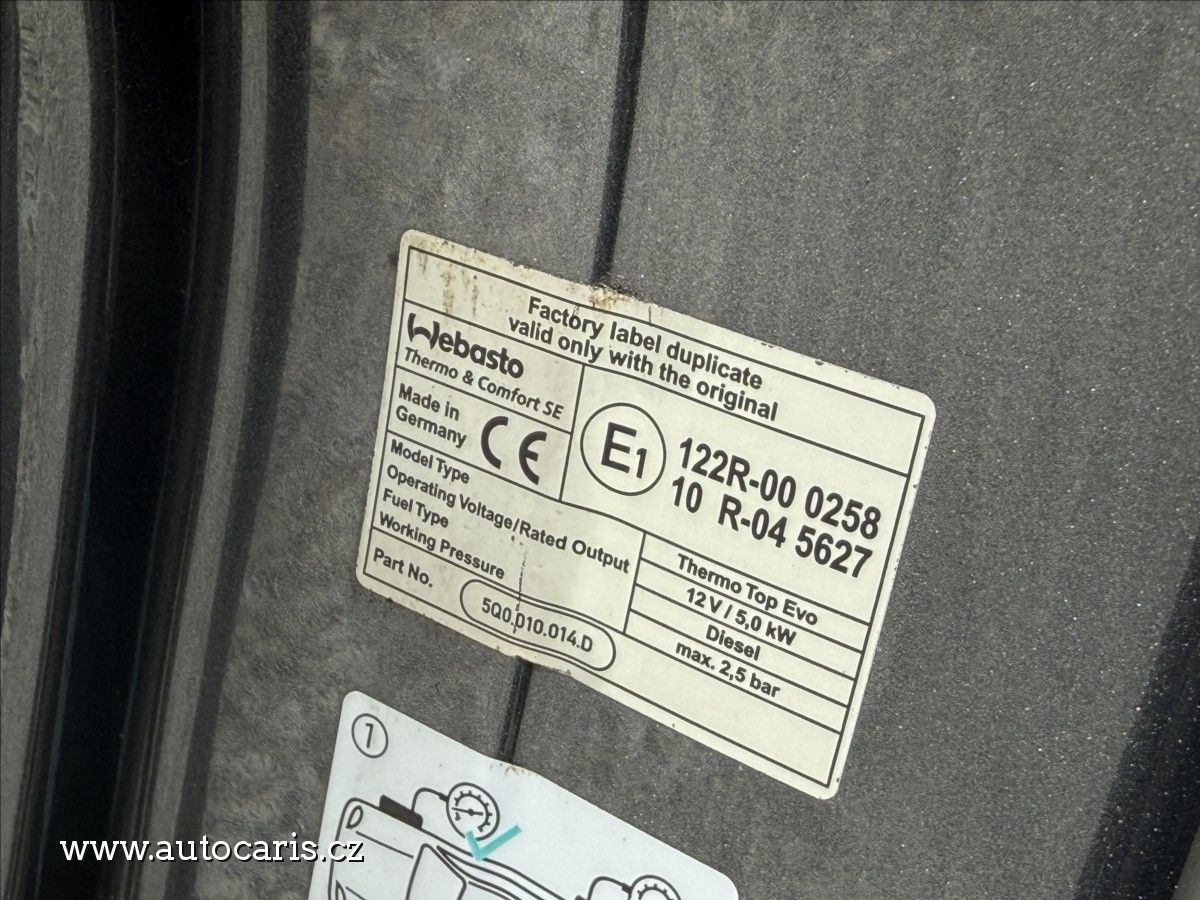 Factory label duplicate
valid only with the original
Webasto
Thermo & Comfort SE
Made in
Germany
CE
E1
122R-00 0258
10 R-04 5627
Model Type
Thermo Top Evo
Operating Voltage/Rated Output
12 V / 5,0 kW
Fuel Type
Diesel
Working Pressure
max. 2,5 bar
Part No.
5Q0.010.014.D
1
www.autocaris.cz